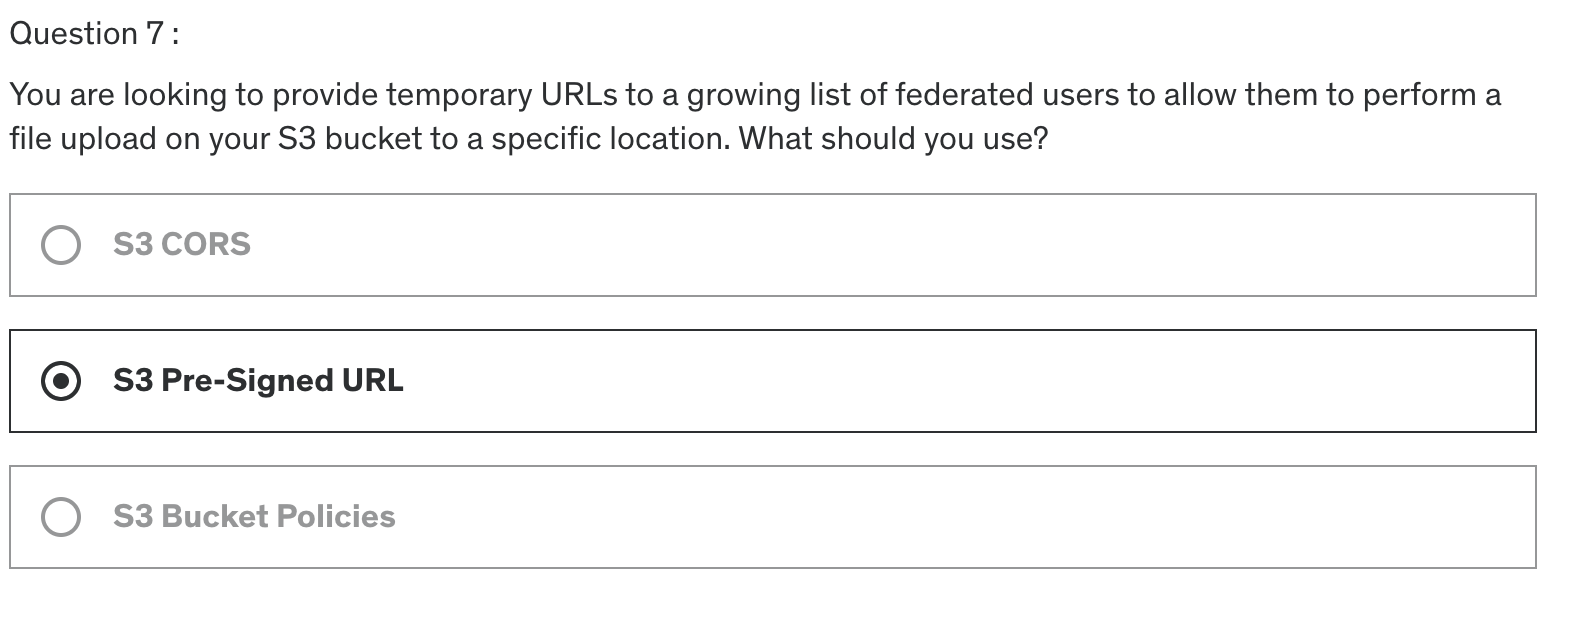 Question 7 :
You are looking to provide temporary URLs to a growing list of federated users to allow them to perform a
file upload on your S3 bucket to a specific location. What should you use?
S3 CORS
S3 Pre-Signed URL
S3 Bucket Policies